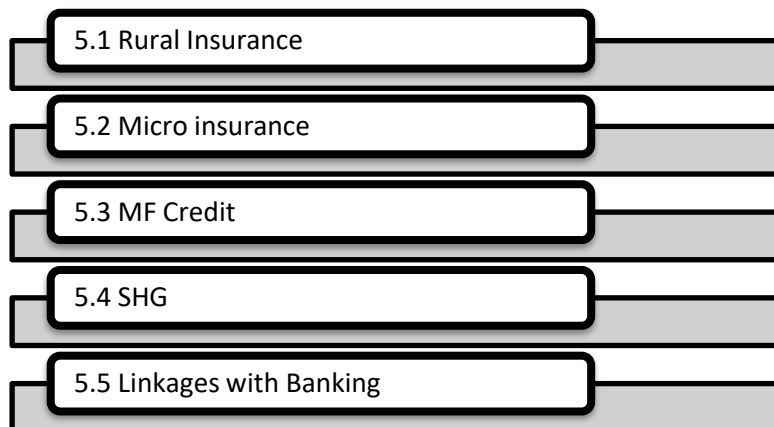 5.1 Rural Insurance
5.2 Micro insurance
5.3 MF Credit
5.4 SHG
5.5 Linkages with Banking